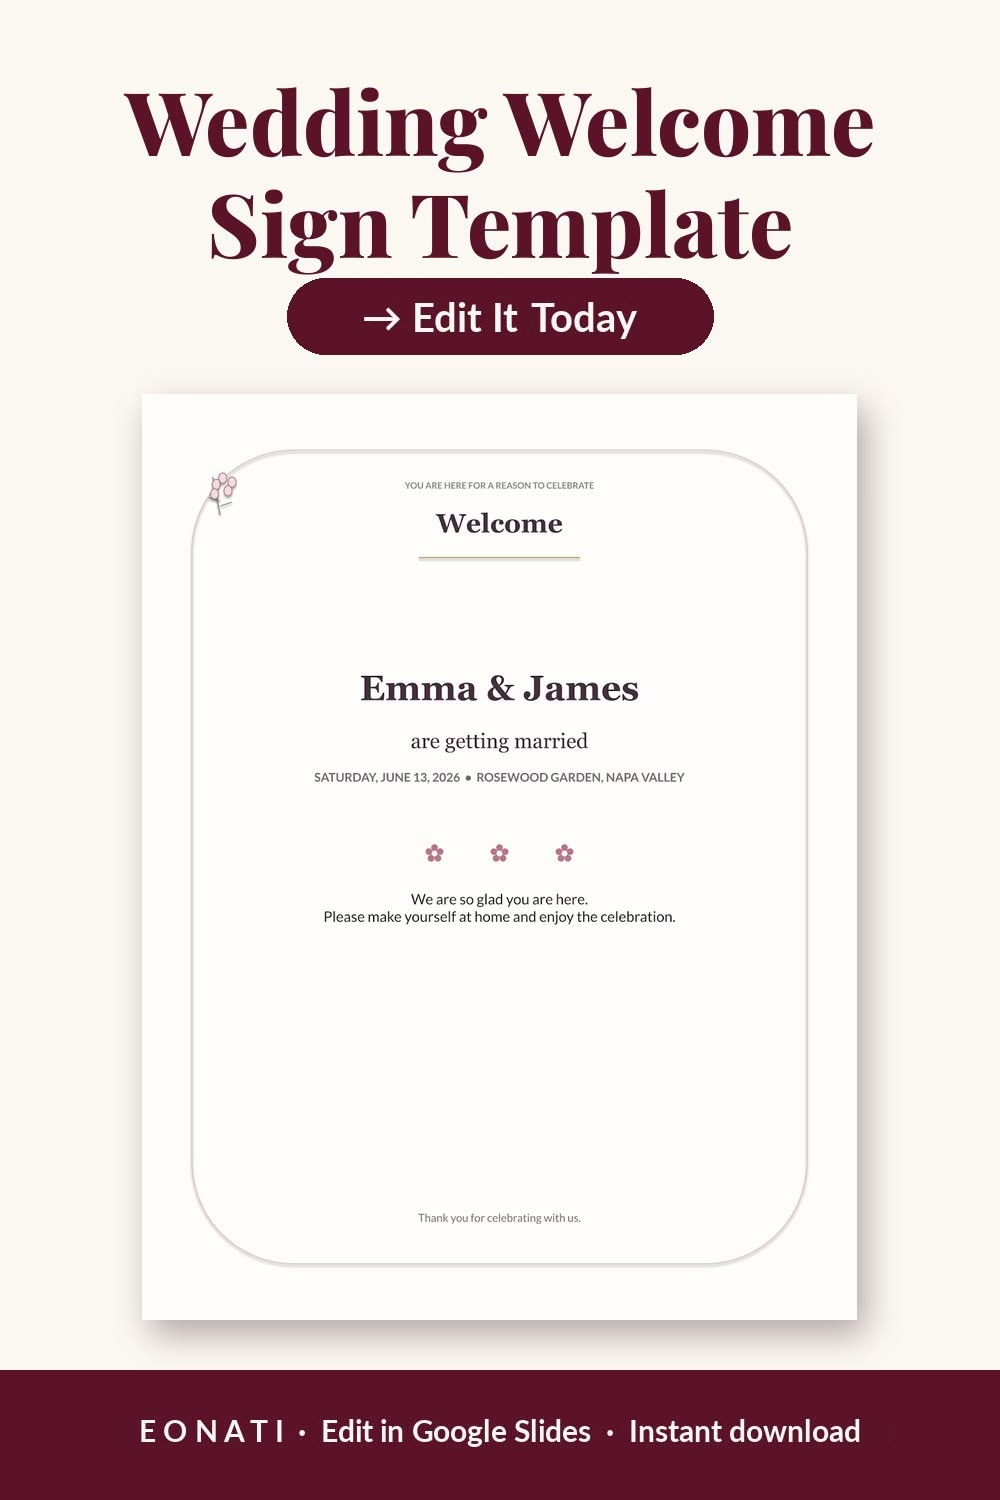 Wedding Welcome
Sign Template
→ Edit It Today
YOU ARE HERE FOR A REASON TO CELEBRATE
Welcome
Emma & James
are getting married
SATURDAY, JUNE 13, 2026 • ROSEWOOD GARDEN, NAPA VALLEY
✿ ✿ ✿
We are so glad you are here.
Please make yourself at home and enjoy the celebration.
Thank you for celebrating with us.
EONATI · Edit in Google Slides · Instant download